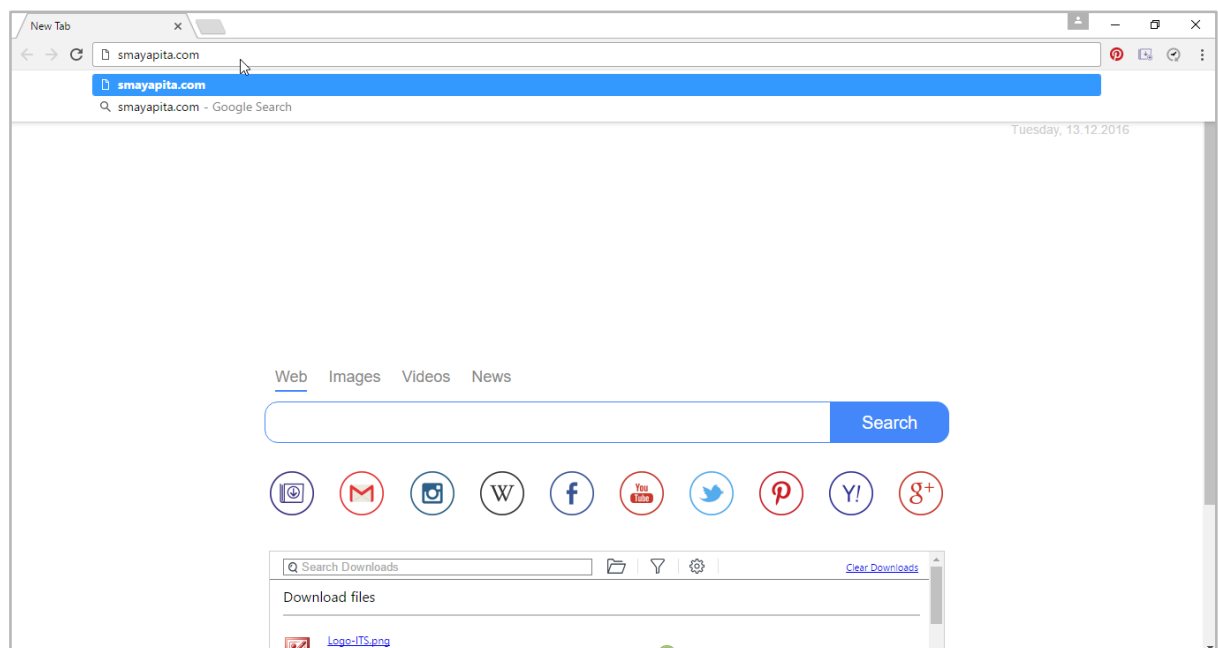 New Tab
smayapita.com
smayapita.com
smayapita.com - Google Search
Tuesday, 13.12.2016
Web Images Videos News
Search
W f You Tube Y! g+
Search Downloads Clear Downloads
Download files
Logo-ITS.png